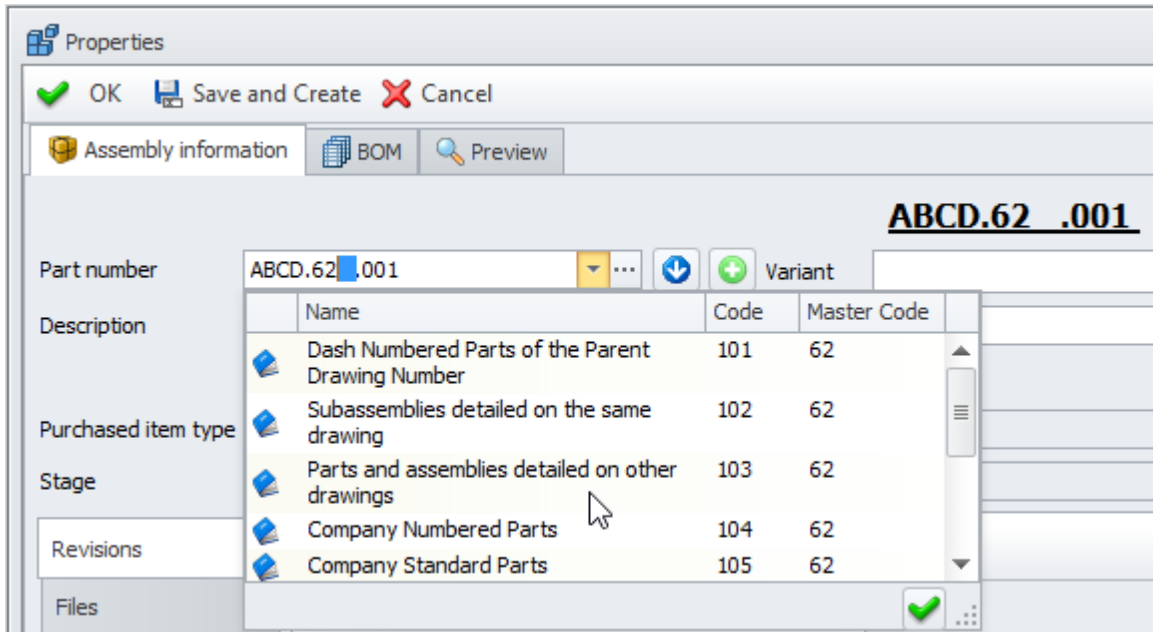 Properties
OK Save and Create Cancel
Assembly information BOM Preview
ABCD.62 .001
Part number ABCD.62 .001 ... Variant
Name Code Master Code
Description
Dash Numbered Parts of the Parent 101 62
Drawing Number
Subassemblies detailed on the same 102 62
drawing
Purchased item type
Parts and assemblies detailed on other 103 62
drawings
Stage
Company Numbered Parts 104 62
Revisions
Company Standard Parts 105 62
Files